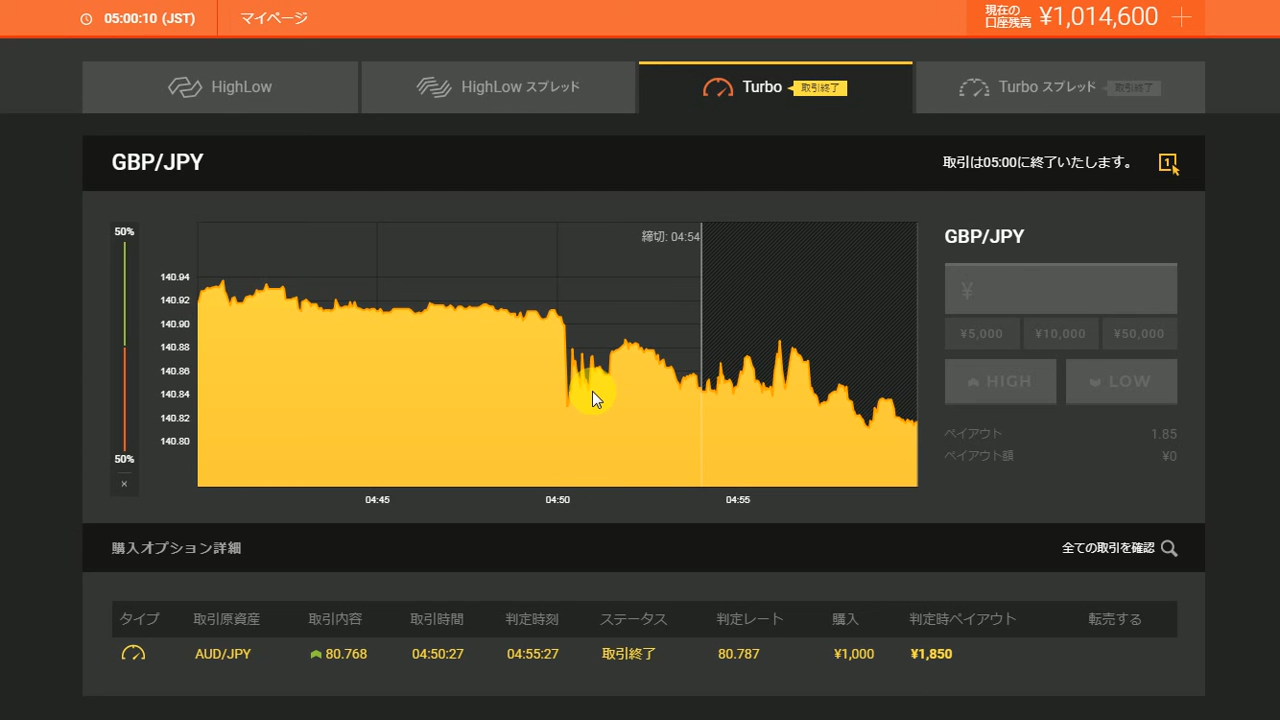 05:00:10 (JST)
マイページ
現在の
口座残高
¥1,014,600
HighLow
HighLow スプレッド
Turbo 取引終了
Turbo スプレッド 取引終了
GBP/JPY
取引は05:00に終了いたします。
1
50%
50%
×
140.94
140.92
140.90
140.88
140.86
140.84
140.82
140.80
締切: 04:54
04:45
04:50
04:55
GBP/JPY
¥
¥5,000
¥10,000
¥50,000
HIGH
LOW
ペイアウト 1.85
ペイアウト額 ¥0
購入オプション詳細
全ての取引を確認
タイプ 取引原資産 取引内容 取引時間 判定時刻 ステータス 判定レート 購入 判定時ペイアウト 転売する
AUD/JPY 80.768 04:50:27 04:55:27 取引終了 80.787 ¥1,000 ¥1,850